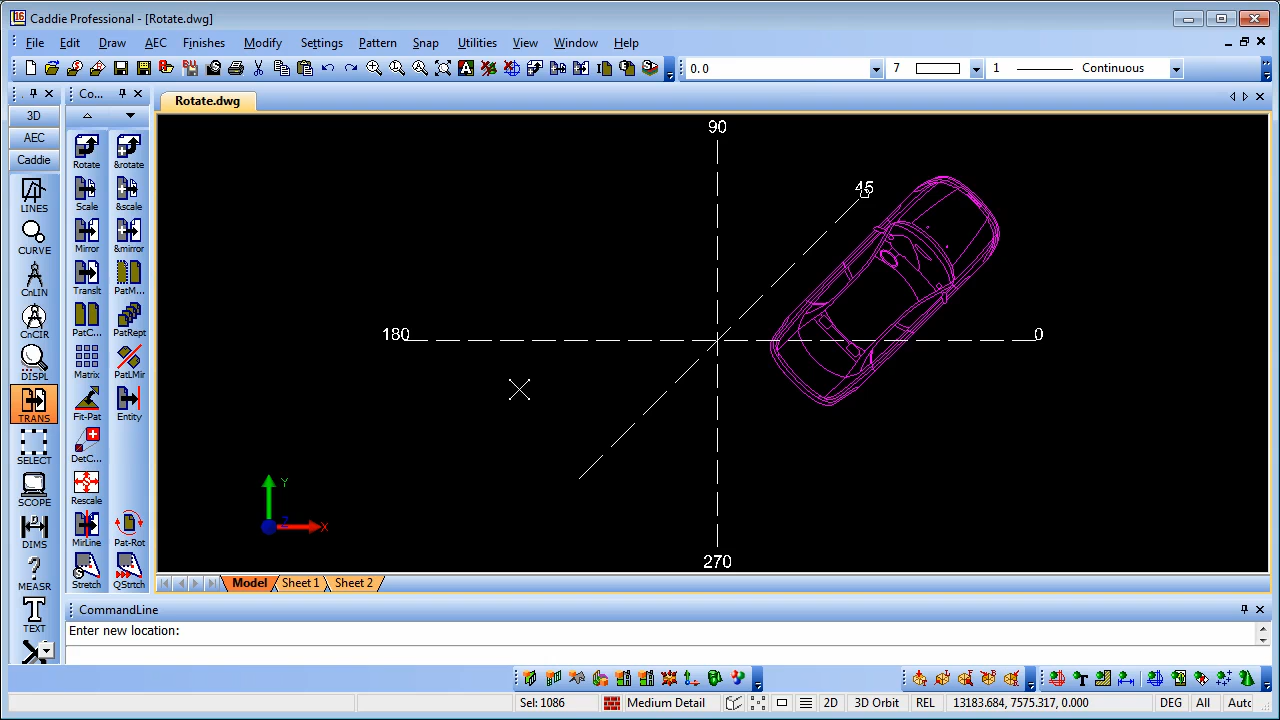 Caddie Professional - [Rotate.dwg]
File Edit Draw AEC Finishes Modify Settings Pattern Snap Utilities View Window Help
0. 0 7 1 Continuous
Co...
Rotate.dwg
3D
AEC
Caddie
LINES
CURVE
CnLIN
CnCIR
DISPL
TRANS
SELECT
SCOPE
DIMS
MEASR
TEXT
Rotate &rotate
Scale &scale
Mirror &mirror
Translt PatM...
PatC... PatRept
Matrix PatLMir
Fit-Pat Entity
DetC...
Rescale
MirLine Pat-Rot
Stretch QStrtch
90
45
180
0
270
Y
Z
X
Model Sheet 1 Sheet 2
CommandLine
Enter new location:
Sel: 1086 Medium Detail 2D 3D Orbit REL 13183.684, 7575.317, 0.000 DEG All Auto